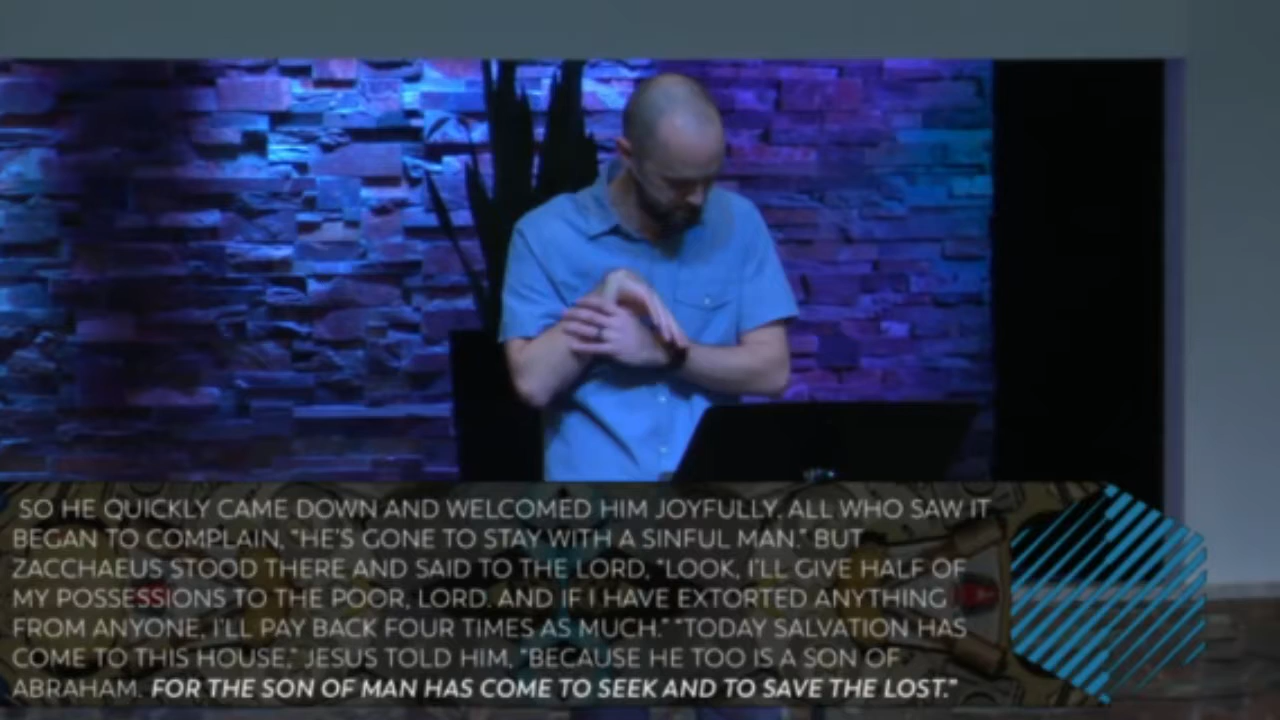 SO HE QUICKLY CAME DOWN AND WELCOMED HIM JOYFULLY. ALL WHO SAW IT
BEGAN TO COMPLAIN, "HE'S GONE TO STAY WITH A SINFUL MAN." BUT
ZACCHAEUS STOOD THERE AND SAID TO THE LORD, "LOOK, I'LL GIVE HALF OF
MY POSSESSIONS TO THE POOR, LORD. AND IF I HAVE EXTORTED ANYTHING
FROM ANYONE, I'LL PAY BACK FOUR TIMES AS MUCH." "TODAY SALVATION HAS
COME TO THIS HOUSE," JESUS TOLD HIM, "BECAUSE HE TOO IS A SON OF
ABRAHAM. FOR THE SON OF MAN HAS COME TO SEEK AND TO SAVE THE LOST."